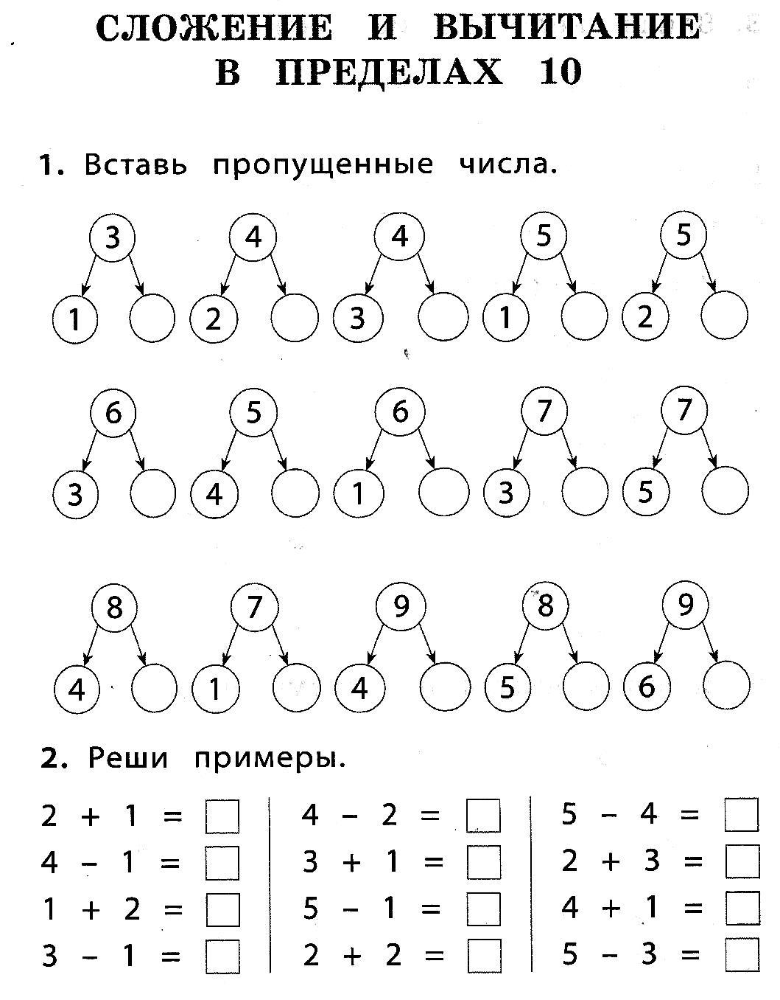 СЛОЖЕНИЕ И ВЫЧИТАНИЕ
В ПРЕДЕЛАХ 10
1. Вставь пропущенные числа.
3 4 4 5 5
1 2 3 1 2
6 5 6 7 7
3 4 1 3 5
8 7 9 8 9
4 1 4 5 6
2. Реши примеры.
2 + 1 = 4 - 2 = 5 - 4 =
4 - 1 = 3 + 1 = 2 + 3 =
1 + 2 = 5 - 1 = 4 + 1 =
3 - 1 = 2 + 2 = 5 - 3 =